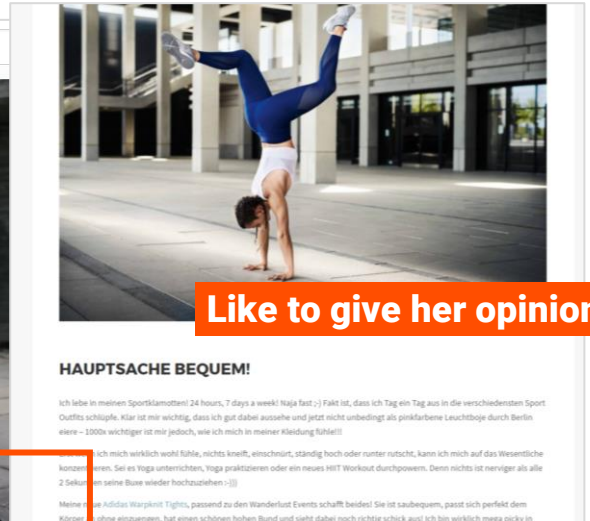 Like to give her opinion
HAUPTSACHE BEQUEM!
Ich lebe in meinen Sportklamotten! 24 hours, 7 days a week! Naja fast ;-) Fakt ist, dass ich Tag ein Tag aus in die verschiedensten Sport
Outfits schlüpfe. Klar ist mir wichtig, dass ich gut dabei aussehe und jetzt nicht unbedingt als pinkfarbene Leuchtboje durch Berlin
eiere – 1000x wichtiger ist mir jedoch, wie ich mich in meiner Kleidung fühle!!!
ich mich wirklich wohl fühle, nichts kneift, einschnürt, ständig hoch oder runter rutscht, kann ich mich auf das Wesentliche
konzentrieren. Sei es Yoga unterrichten, Yoga praktizieren oder ein neues HIIT Workout durchpowern. Denn nichts ist nerviger als alle
2 Sekunden seine Buxe wieder hochzuziehen :-)))
Meine neue Adidas Warpknit Tights, passend zu den Wanderlust Events schafft beides! Sie ist saubequem, passt sich perfekt dem
Körper ohne einzuengen, hat einen schönen hohen Bund und sieht dabei noch richtig schick aus! Ich bin wirklich mega picky in